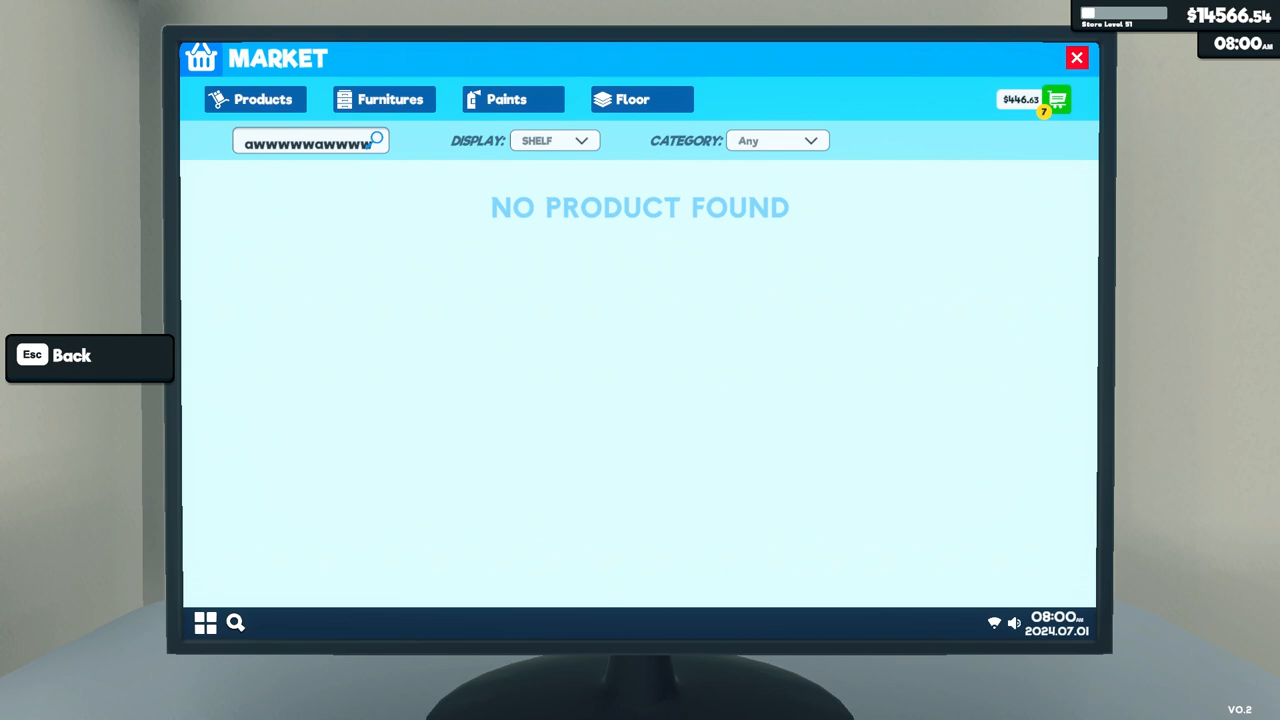 $14566.54
Store Level 51
08:00AM
MARKET
Products
Furnitures
Paints
Floor
$446.63
7
awwwwwawwww
DISPLAY:
SHELF
CATEGORY:
Any
NO PRODUCT FOUND
Esc
Back
08:00AM
2024.07.01
V0.2